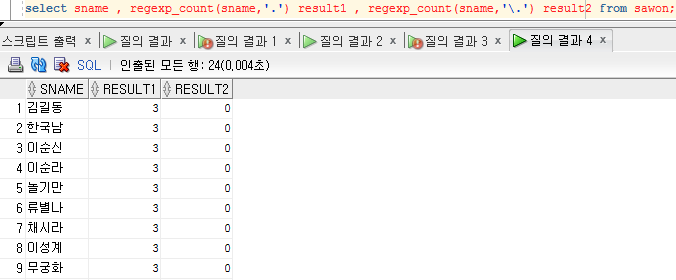 select sname , regexp_count(sname,'.') result1 , regexp_count(sname,'\.') result2 from sawon;
스크립트 출력 x 질의 결과 x 질의 결과 1 x 질의 결과 2 x 질의 결과 3 x 질의 결과 4 x
SQL | 인출된 모든 행: 24(0,004초)
SNAME RESULT1 RESULT2
1 김길동 3 0
2 한국남 3 0
3 이순신 3 0
4 이순라 3 0
5 놀기만 3 0
6 류별나 3 0
7 채시라 3 0
8 이성계 3 0
9 무궁화 3 0